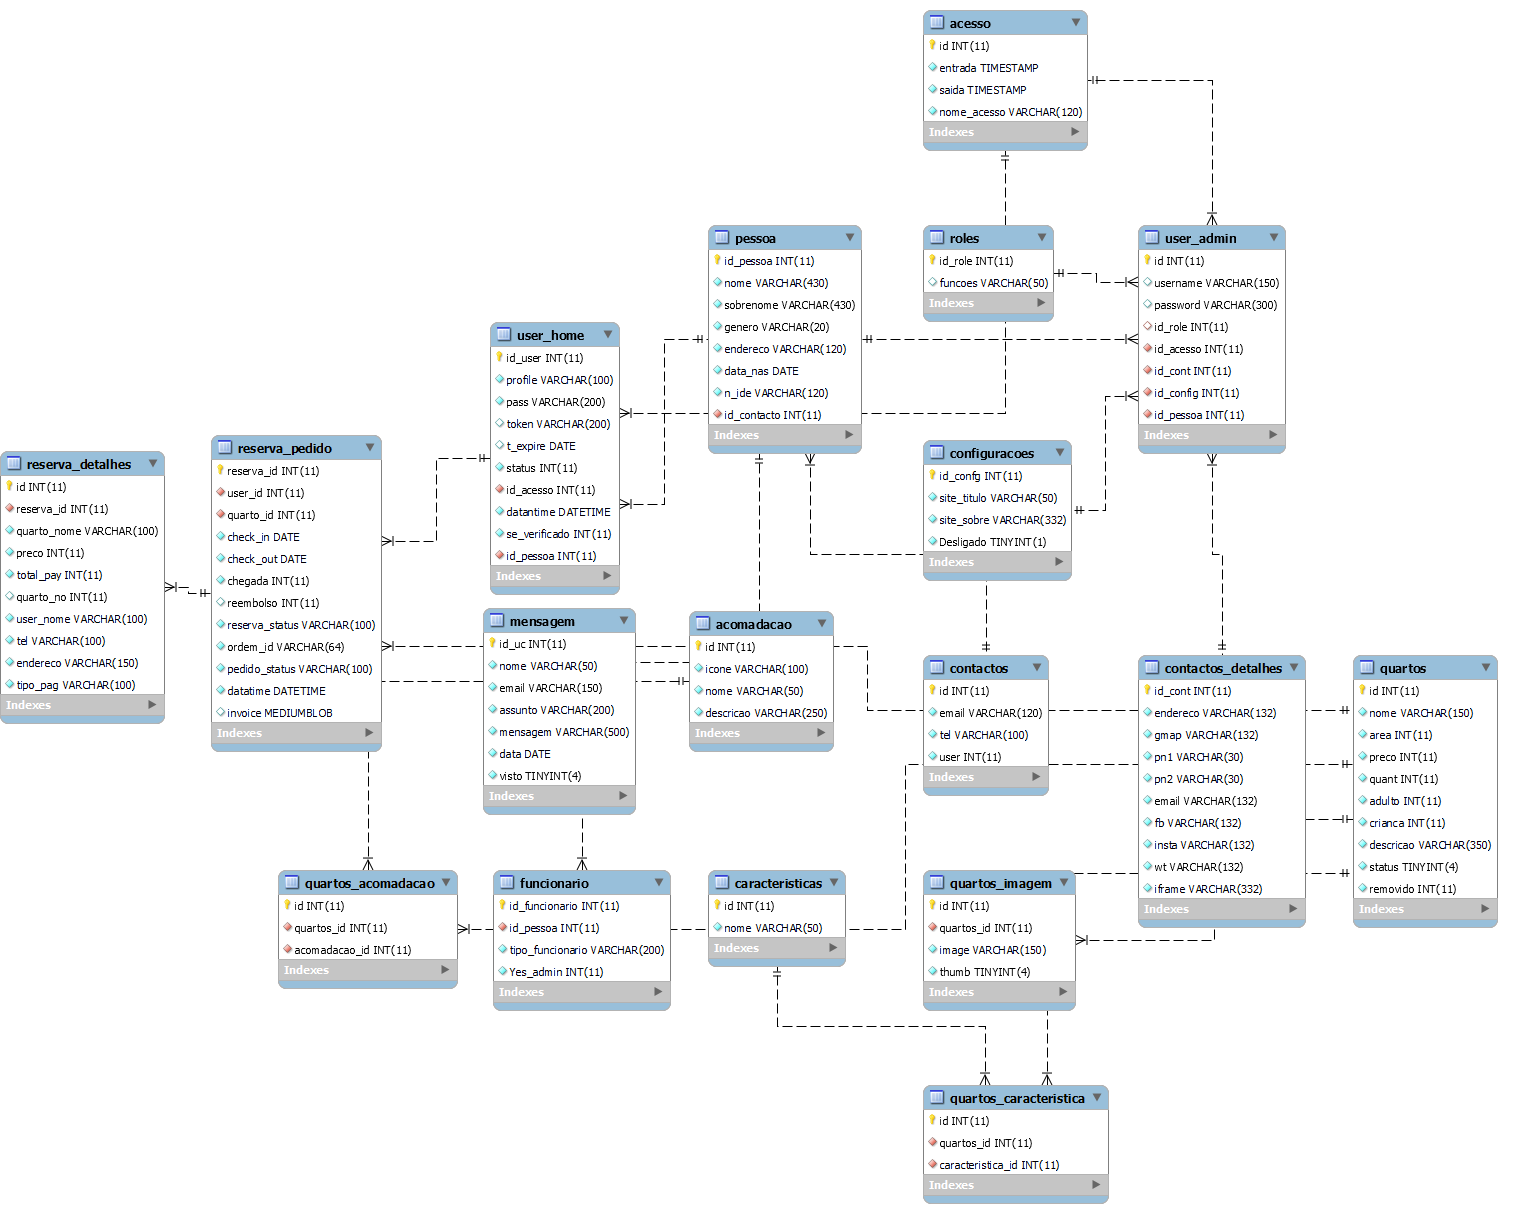 acesso
id INT(11)
entrada TIMESTAMP
saida TIMESTAMP
nome_acesso VARCHAR(120)
Indexes
pessoa
id_pessoa INT(11)
nome VARCHAR(430)
sobrenome VARCHAR(430)
genero VARCHAR(20)
endereco VARCHAR(120)
data_nas DATE
n_ide VARCHAR(120)
id_contacto INT(11)
Indexes
roles
id_role INT(11)
funcoes VARCHAR(50)
Indexes
user_admin
id INT(11)
username VARCHAR(150)
password VARCHAR(300)
id_role INT(11)
id_acesso INT(11)
id_cont INT(11)
id_config INT(11)
id_pessoa INT(11)
Indexes
user_home
id_user INT(11)
profile VARCHAR(100)
pass VARCHAR(200)
token VARCHAR(200)
t_expire DATE
status INT(11)
id_acesso INT(11)
datantime DATETIME
se_verificado INT(11)
id_pessoa INT(11)
Indexes
reserva_detalhes
id INT(11)
reserva_id INT(11)
quarto_nome VARCHAR(100)
preco INT(11)
total_pay INT(11)
quarto_no INT(11)
user_nome VARCHAR(100)
tel VARCHAR(100)
endereco VARCHAR(150)
tipo_pag VARCHAR(100)
Indexes
reserva_pedido
reserva_id INT(11)
user_id INT(11)
quarto_id INT(11)
check_in DATE
check_out DATE
chegada INT(11)
reembolso INT(11)
reserva_status VARCHAR(100)
ordem_id VARCHAR(64)
pedido_status VARCHAR(100)
datatime DATETIME
invoice MEDIUMBLOB
Indexes
configuracoes
id_confg INT(11)
site_titulo VARCHAR(50)
site_sobre VARCHAR(332)
Desligado TINYINT(1)
Indexes
mensagem
id_uc INT(11)
nome VARCHAR(50)
email VARCHAR(150)
assunto VARCHAR(200)
mensagem VARCHAR(500)
data DATE
visto TINYINT(4)
Indexes
acomadacao
id INT(11)
icone VARCHAR(100)
nome VARCHAR(50)
descricao VARCHAR(250)
Indexes
contactos
id INT(11)
email VARCHAR(120)
tel VARCHAR(100)
user INT(11)
Indexes
contactos_detalhes
id_cont INT(11)
endereco VARCHAR(132)
gmap VARCHAR(132)
pn1 VARCHAR(30)
pn2 VARCHAR(30)
email VARCHAR(132)
fb VARCHAR(132)
insta VARCHAR(132)
wt VARCHAR(132)
iframe VARCHAR(332)
Indexes
quartos
id INT(11)
nome VARCHAR(150)
area INT(11)
preco INT(11)
quant INT(11)
adulto INT(11)
crianca INT(11)
descricao VARCHAR(350)
status TINYINT(4)
removido INT(11)
Indexes
quartos_acomadacao
id INT(11)
quartos_id INT(11)
acomadacao_id INT(11)
Indexes
funcionario
id_funcionario INT(11)
id_pessoa INT(11)
tipo_funcionario VARCHAR(200)
Yes_admin INT(11)
Indexes
caracteristicas
id INT(11)
nome VARCHAR(50)
Indexes
quartos_imagem
id INT(11)
quartos_id INT(11)
image VARCHAR(150)
thumb TINYINT(4)
Indexes
quartos_caracteristica
id INT(11)
quartos_id INT(11)
caracteristica_id INT(11)
Indexes